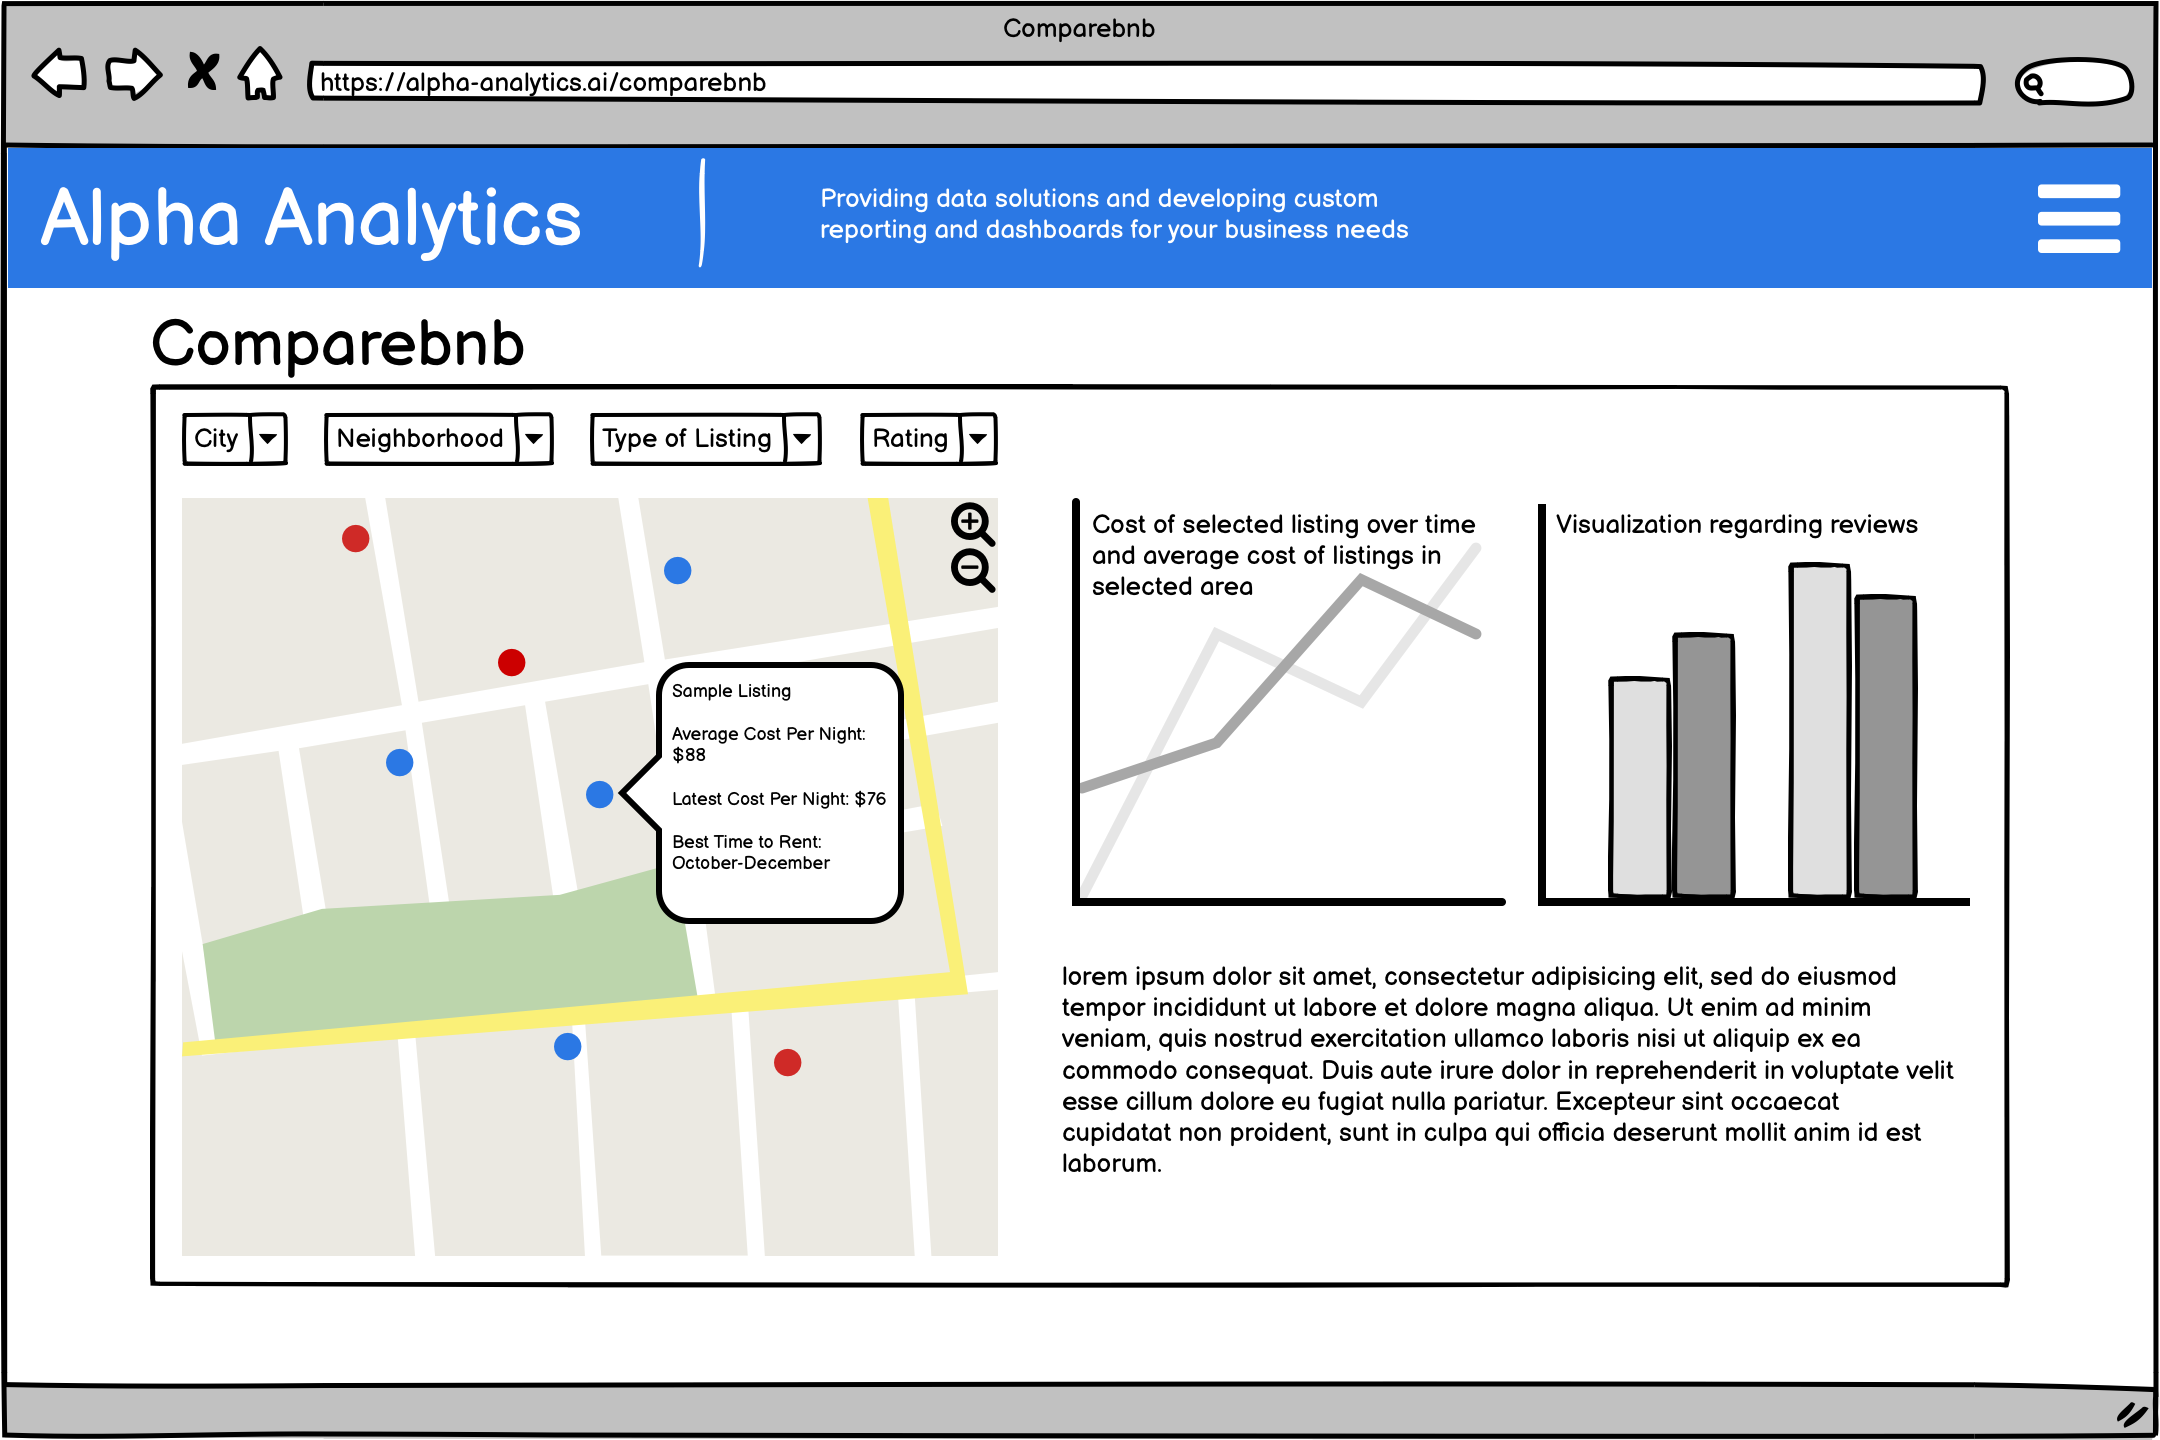 Comparebnb
https://alpha-analytics.ai/comparebnb
Alpha Analytics
Providing data solutions and developing custom
reporting and dashboards for your business needs
Comparebnb
City
Neighborhood
Type of Listing
Rating
Sample Listing
Average Cost Per Night:
$88
Latest Cost Per Night: $76
Best Time to Rent:
October-December
Cost of selected listing over time
and average cost of listings in
selected area
Visualization regarding reviews
lorem ipsum dolor sit amet, consectetur adipisicing elit, sed do eiusmod
tempor incididunt ut labore et dolore magna aliqua. Ut enim ad minim
veniam, quis nostrud exercitation ullamco laboris nisi ut aliquip ex ea
commodo consequat. Duis aute irure dolor in reprehenderit in voluptate velit
esse cillum dolore eu fugiat nulla pariatur. Excepteur sint occaecat
cupidatat non proident, sunt in culpa qui officia deserunt mollit anim id est
laborum.